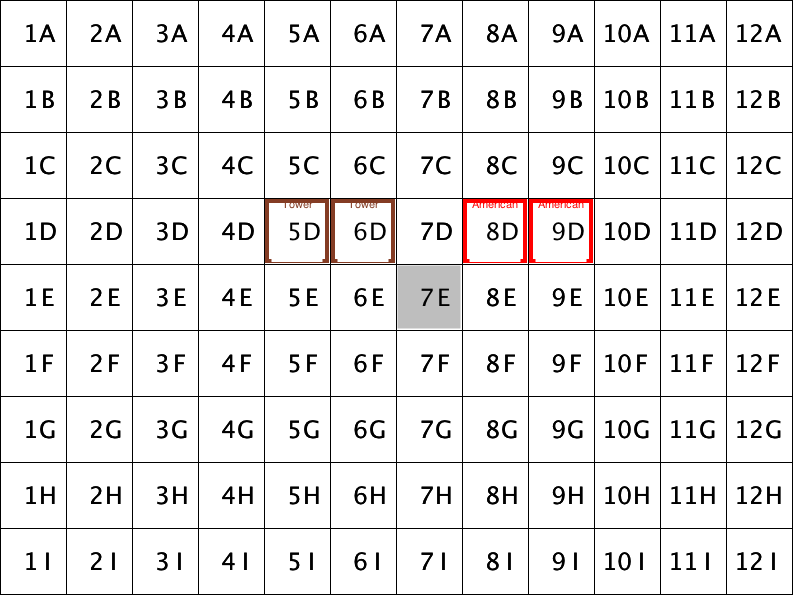 1A 2A 3A 4A 5A 6A 7A 8A 9A 10A 11A 12A
1B 2B 3B 4B 5B 6B 7B 8B 9B 10B 11B 12B
1C 2C 3C 4C 5C 6C 7C 8C 9C 10C 11C 12C
Tower Tower American American
1D 2D 3D 4D 5D 6D 7D 8D 9D 10D 11D 12D
1E 2E 3E 4E 5E 6E 7E 8E 9E 10E 11E 12E
1F 2F 3F 4F 5F 6F 7F 8F 9F 10F 11F 12F
1G 2G 3G 4G 5G 6G 7G 8G 9G 10G 11G 12G
1H 2H 3H 4H 5H 6H 7H 8H 9H 10H 11H 12H
1I 2I 3I 4I 5I 6I 7I 8I 9I 10I 11I 12I